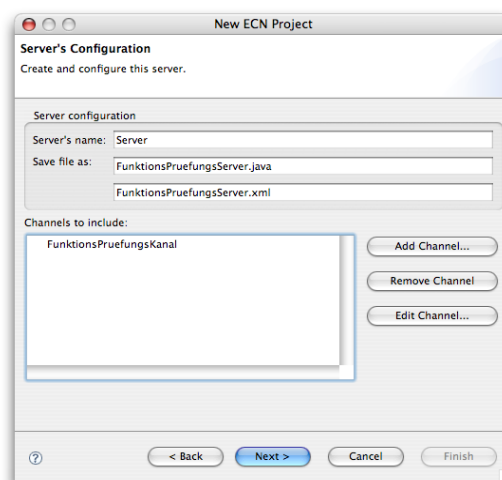 New ECN Project
Server's Configuration
Create and configure this server.
Server configuration
Server's name: Server
Save file as: FunktionsPruefungsServer.java
FunktionsPruefungsServer.xml
Channels to include:
FunktionsPruefungsKanal
Add Channel...
Remove Channel
Edit Channel...
? < Back Next > Cancel Finish